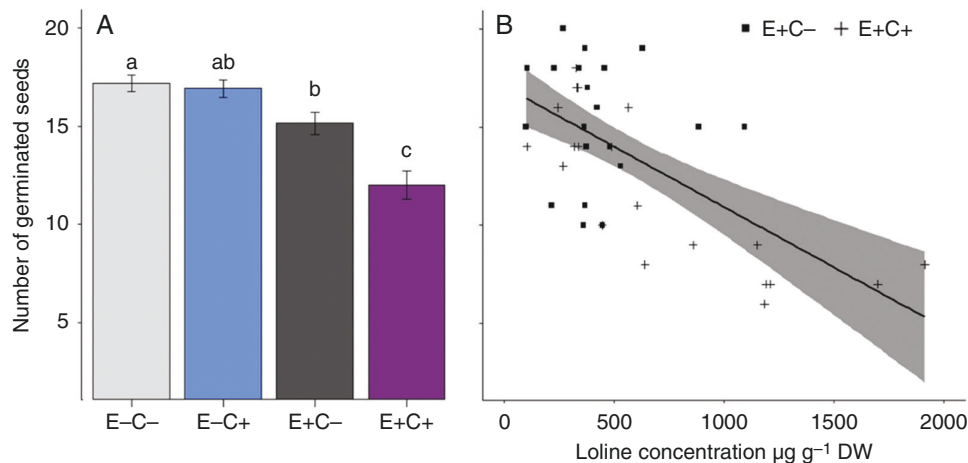 A
B
E+C− E+C+
20
15
10
5
a
ab
b
c
Number of germinated seeds
E−C− E−C+ E+C− E+C+
0 500 1000 1500 2000
Loline concentration µg g⁻¹ DW